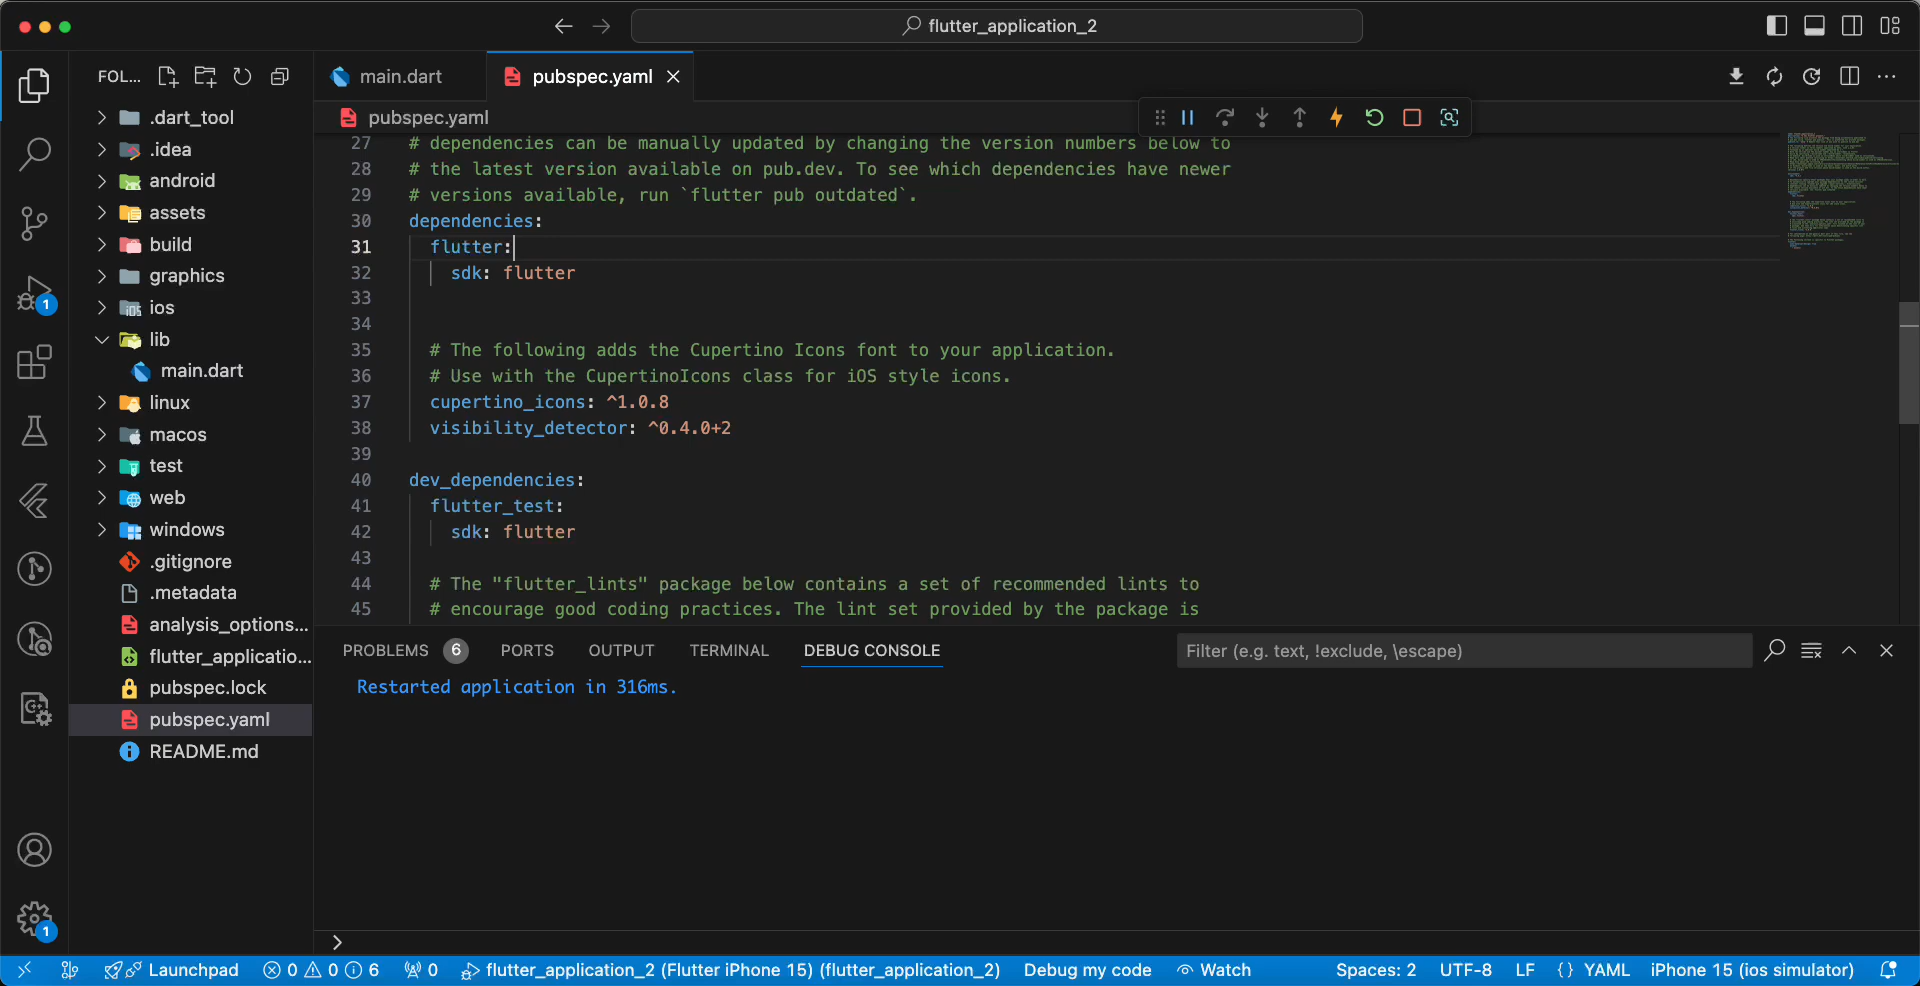 flutter_application_2
FOL...
main.dart
pubspec.yaml
pubspec.yaml
.dart_tool
.idea
android
assets
build
graphics
ios
lib
main.dart
linux
macos
test
web
windows
.gitignore
.metadata
analysis_options...
flutter_applicatio...
pubspec.lock
pubspec.yaml
README.md
27 # dependencies can be manually updated by changing the version numbers below to
28 # the latest version available on pub.dev. To see which dependencies have newer
29 # versions available, run `flutter pub outdated`.
30 dependencies:
31 flutter:
32 sdk: flutter
33
34
35 # The following adds the Cupertino Icons font to your application.
36 # Use with the CupertinoIcons class for iOS style icons.
37 cupertino_icons: ^1.0.8
38 visibility_detector: ^0.4.0+2
39
40 dev_dependencies:
41 flutter_test:
42 sdk: flutter
43
44 # The "flutter_lints" package below contains a set of recommended lints to
45 # encourage good coding practices. The lint set provided by the package is
1
1
PROBLEMS 6 PORTS OUTPUT TERMINAL DEBUG CONSOLE Filter (e.g. text, !exclude, \escape)
Restarted application in 316ms.
Launchpad 0 0 6 0 flutter_application_2 (Flutter iPhone 15) (flutter_application_2) Debug my code Watch Spaces: 2 UTF-8 LF {} YAML iPhone 15 (ios simulator)